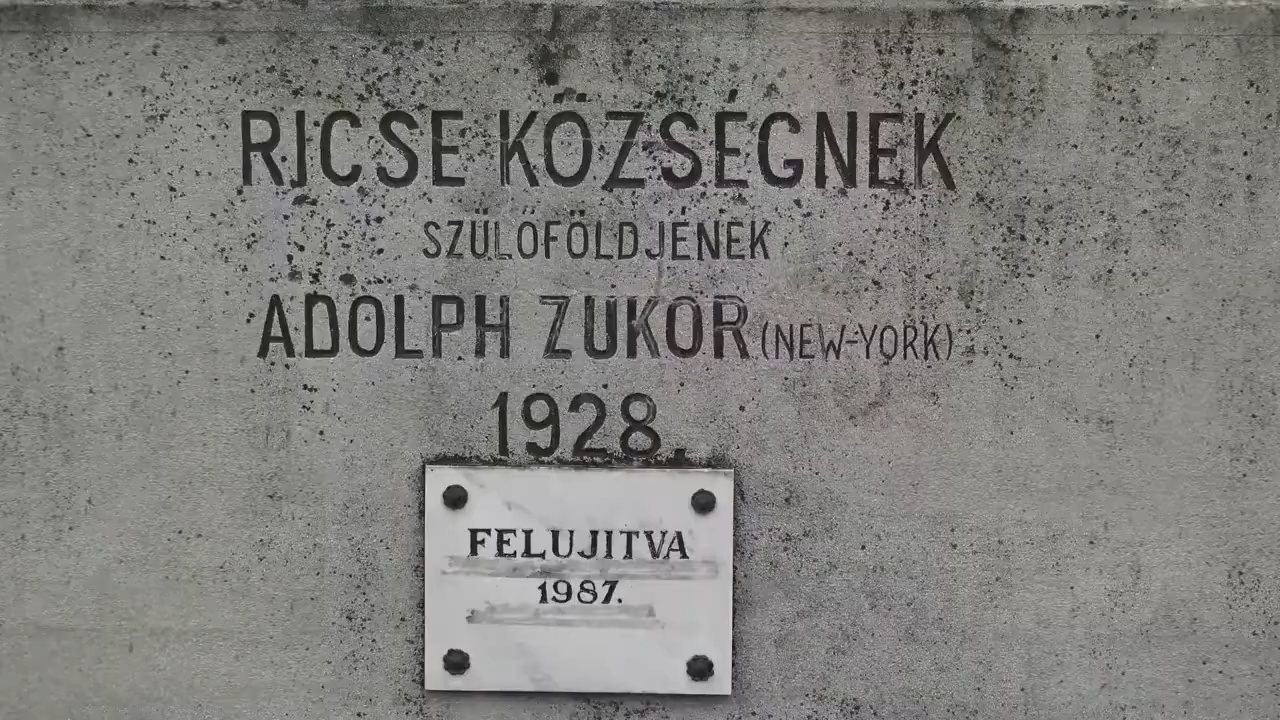 RICSE KÖZSÉGNEK
SZÜLŐFÖLDJÉNEK
ADOLPH ZUKOR (NEW-YORK)
1928.
FELUJITVA
1987.